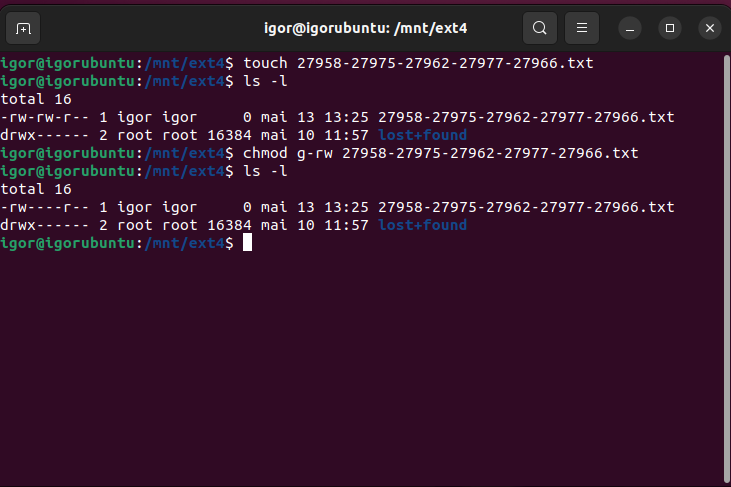 igor@igorubuntu: /mnt/ext4
igor@igorubuntu:/mnt/ext4$ touch 27958-27975-27962-27977-27966.txt
igor@igorubuntu:/mnt/ext4$ ls -l
total 16
-rw-rw-r-- 1 igor igor     0 mai 13 13:25 27958-27975-27962-27977-27966.txt
drwx------ 2 root root 16384 mai 10 11:57 lost+found
igor@igorubuntu:/mnt/ext4$ chmod g-rw 27958-27975-27962-27977-27966.txt
igor@igorubuntu:/mnt/ext4$ ls -l
total 16
-rw----r-- 1 igor igor     0 mai 13 13:25 27958-27975-27962-27977-27966.txt
drwx------ 2 root root 16384 mai 10 11:57 lost+found
igor@igorubuntu:/mnt/ext4$